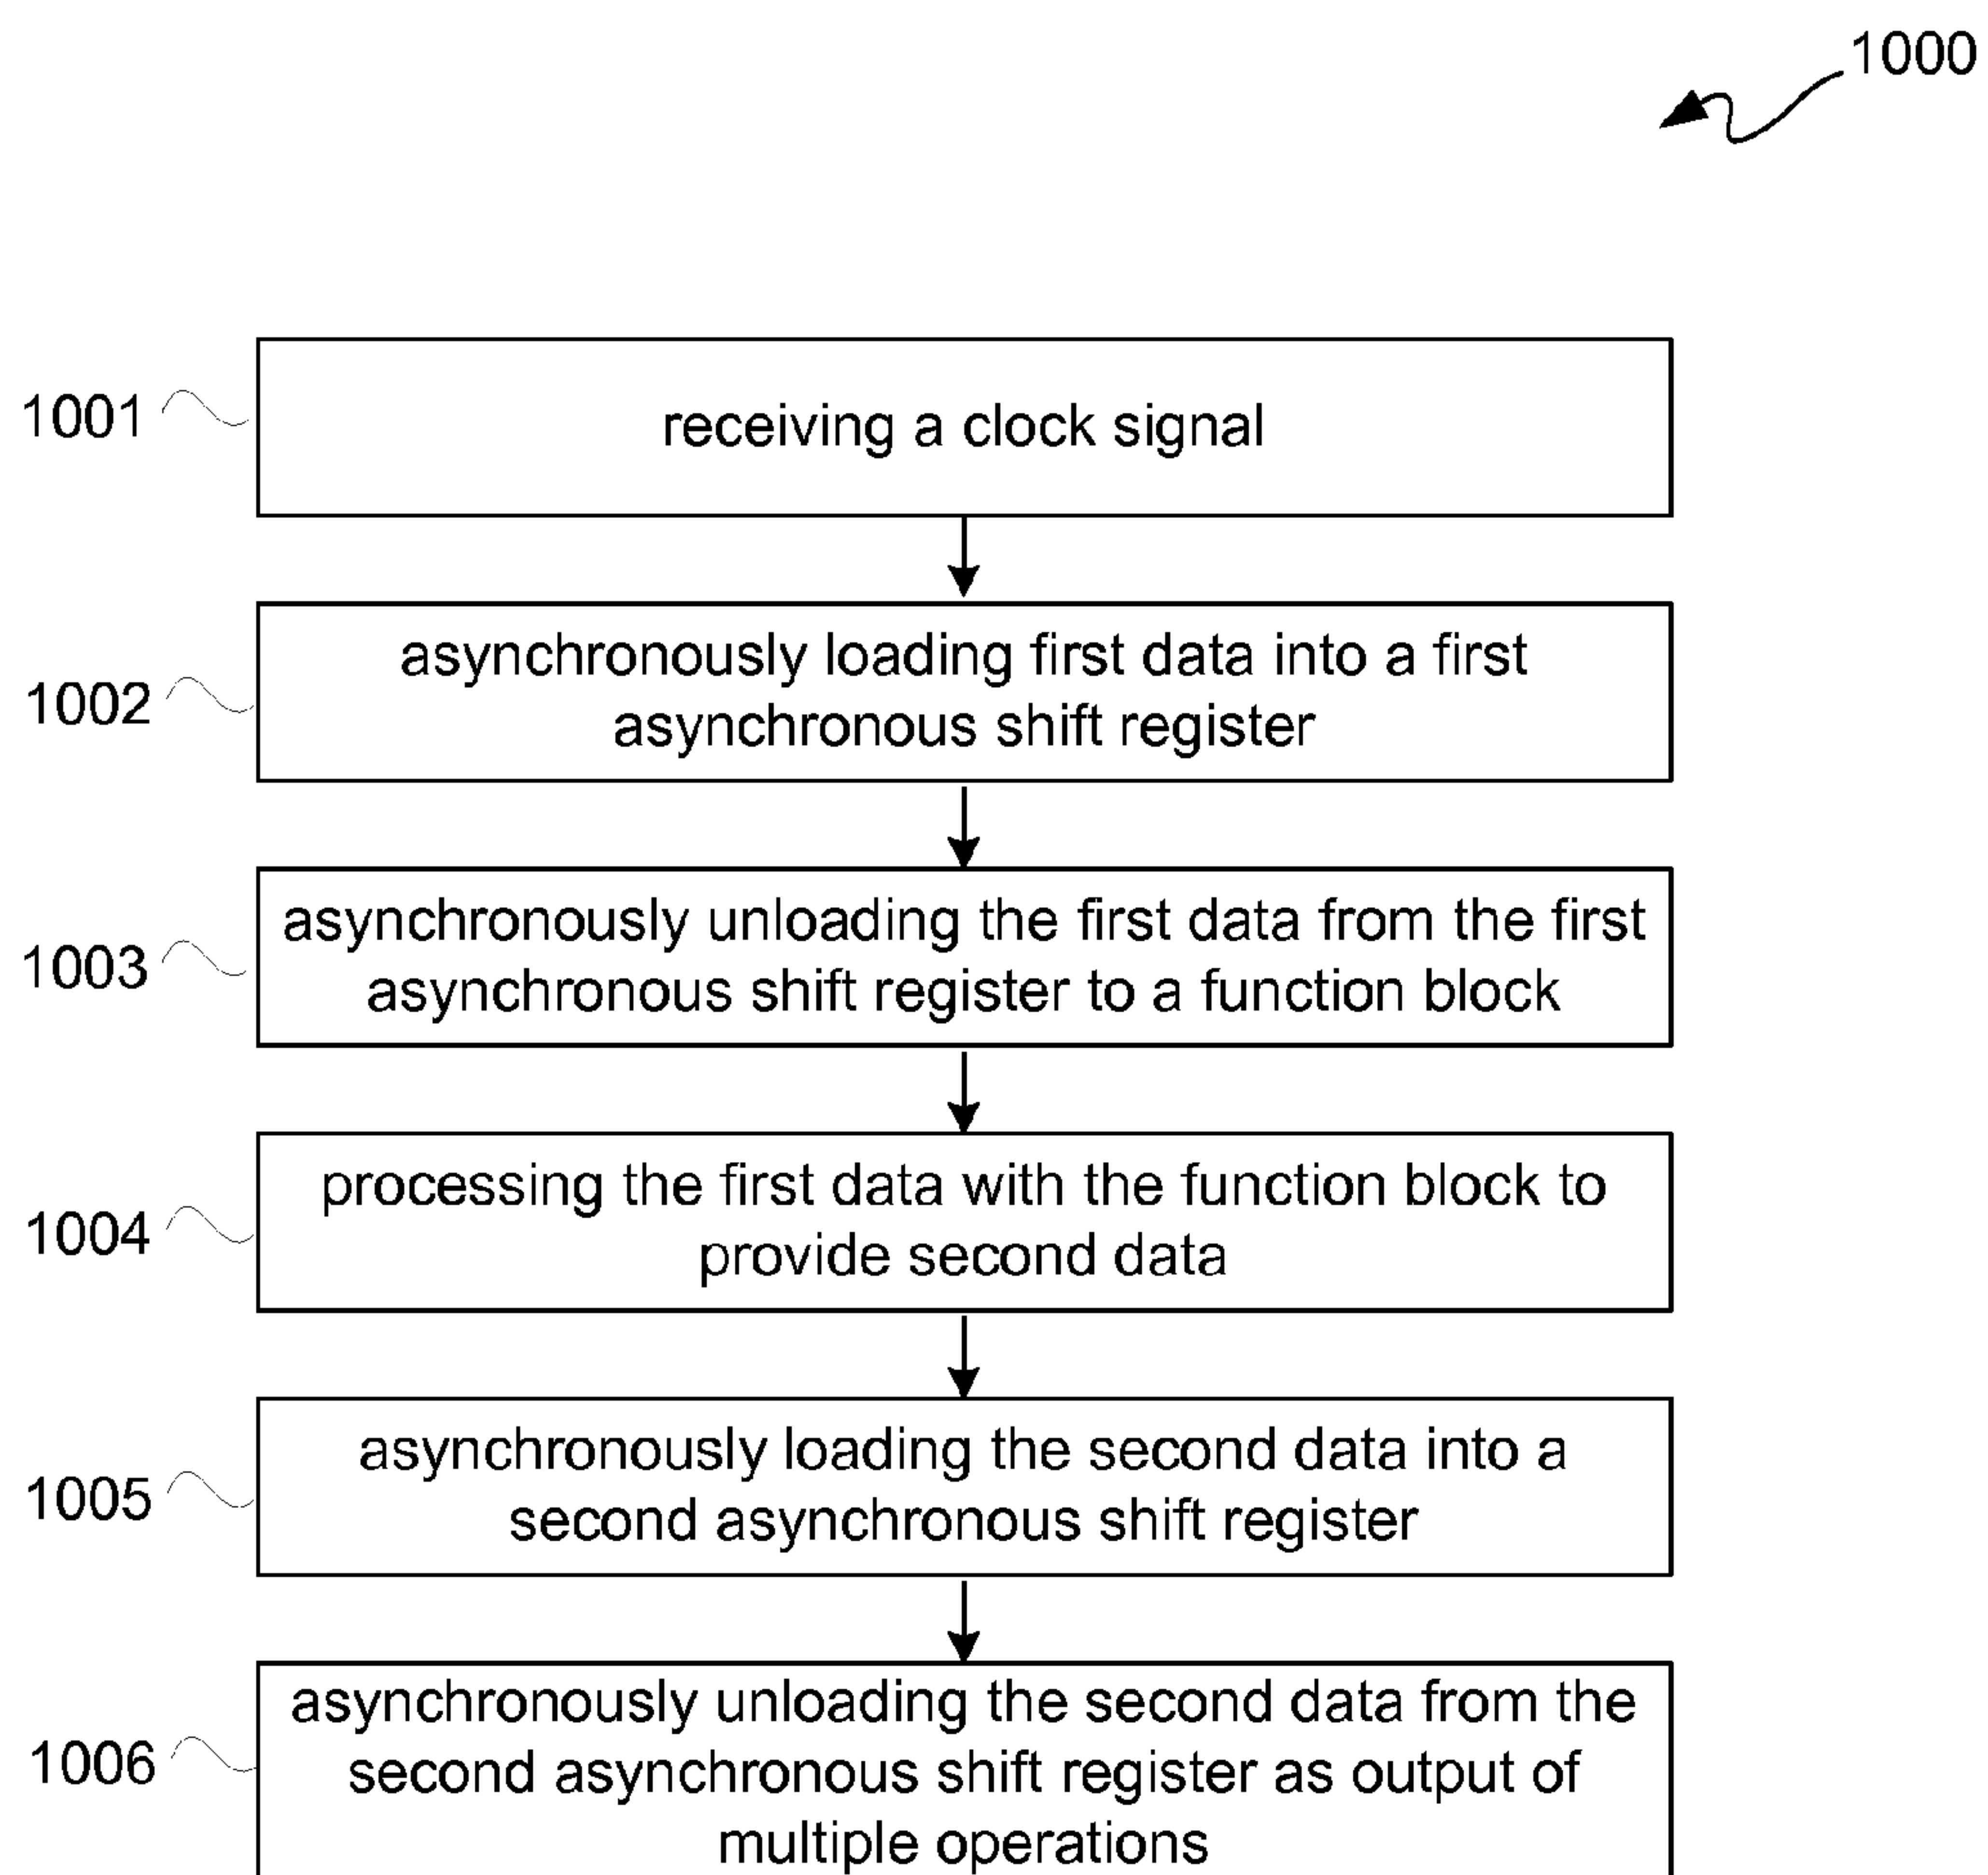 1000
1001
receiving a clock signal
1002
asynchronously loading first data into a first
asynchronous shift register
1003
asynchronously unloading the first data from the first
asynchronous shift register to a function block
1004
processing the first data with the function block to
provide second data
1005
asynchronously loading the second data into a
second asynchronous shift register
1006
asynchronously unloading the second data from the
second asynchronous shift register as output of
multiple operations